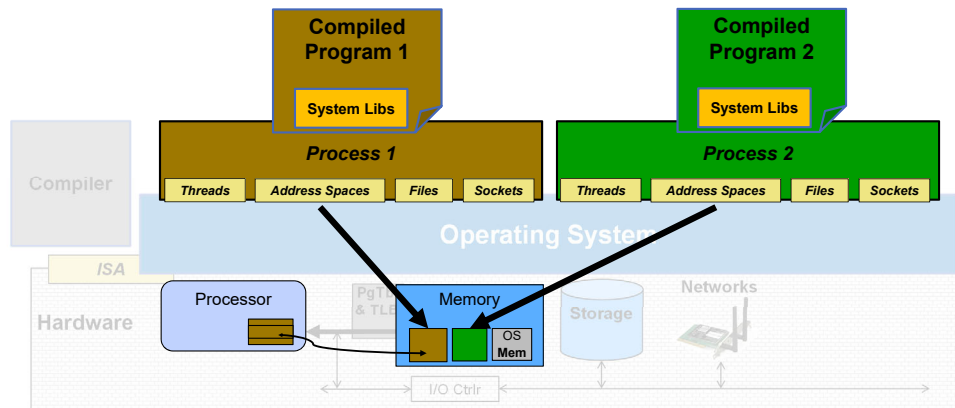 Compiled
Program 1
System Libs
Compiled
Program 2
System Libs
Process 1
Process 2
Threads
Address Spaces
Files
Sockets
Threads
Address Spaces
Files
Sockets
Compiler
Operating System
ISA
Hardware
Processor
& TLB
Memory
OS
Mem
Storage
Networks
I/O Ctrlr